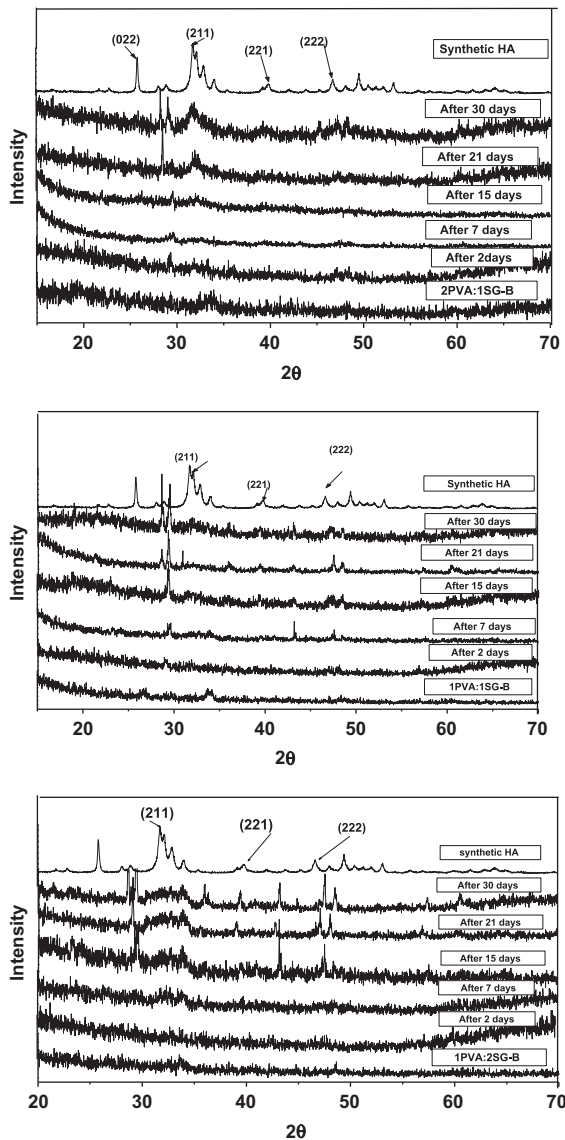 (022)
(211)
(221)
(222)
Synthetic HA
After 30 days
After 21 days
After 15 days
After 7 days
After 2days
2PVA:1SG-B
Intensity
20 30 40 50 60 70
2θ
(211)
(221)
(222)
Synthetic HA
After 30 days
After 21 days
After 15 days
After 7 days
After 2 days
1PVA:1SG-B
Intensity
20 30 40 50 60 70
2θ
(211)
(221)
(222)
synthetic HA
After 30 days
After 21 days
After 15 days
After 7 days
After 2 days
1PVA:2SG-B
Intensity
20 30 40 50 60 70
2θ